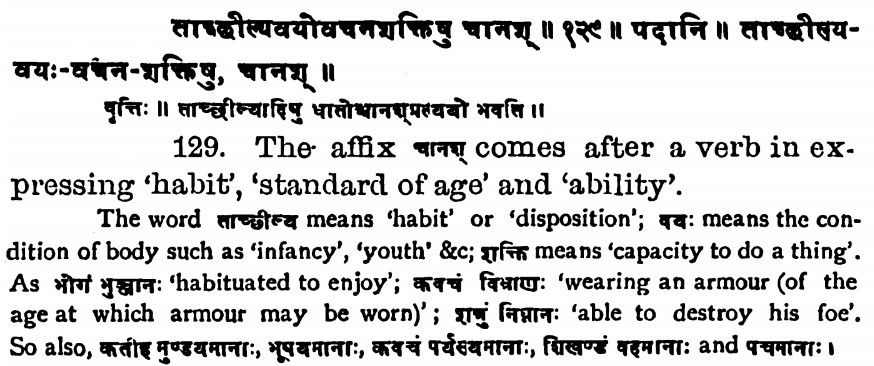 ताच्छील्यवयोवचनशक्तिषु चानश् ॥ १२९ ॥ पदानि ॥ ताच्छील्य-
वयः-वचन-शक्तिषु, चानश् ॥
वृत्तिः ॥ ताच्छील्यादिषु धातोश्चानश्प्रत्ययो भवति ॥
129. The affix चानश् comes after a verb in ex-
pressing ‘habit’, ‘standard of age’ and ‘ability’.
The word ताच्छील्य means ‘habit’ or ‘disposition’; वयः means the con-
dition of body such as ‘infancy’, ‘youth’ &c; शक्ति means ‘capacity to do a thing’.
As भोगं भुञ्जानः ‘habituated to enjoy’; कवचं बिभ्राणः ‘wearing an armour (of the
age at which armour may be worn)’; शत्रुं निघ्नानः ‘able to destroy his foe’.
So also, कतीह मुण्डयमानाः, भूषयमानाः, कवचं पर्यस्यमानाः, शिखण्डं वहमानाः and पचमानाः ।